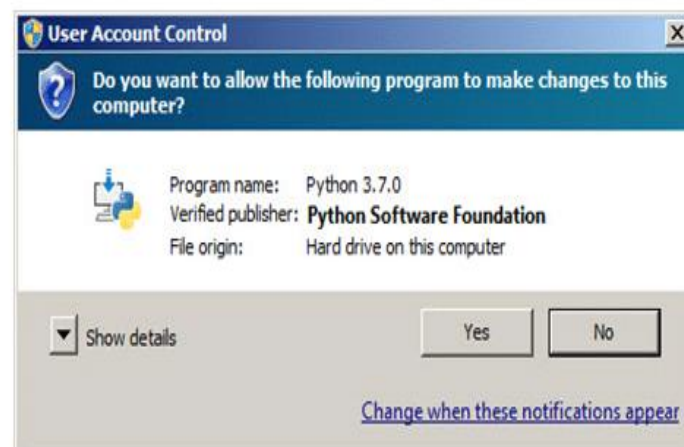 User Account Control
Do you want to allow the following program to make changes to this
computer?
Program name: Python 3.7.0
Verified publisher: Python Software Foundation
File origin: Hard drive on this computer
Show details
Yes
No
Change when these notifications appear